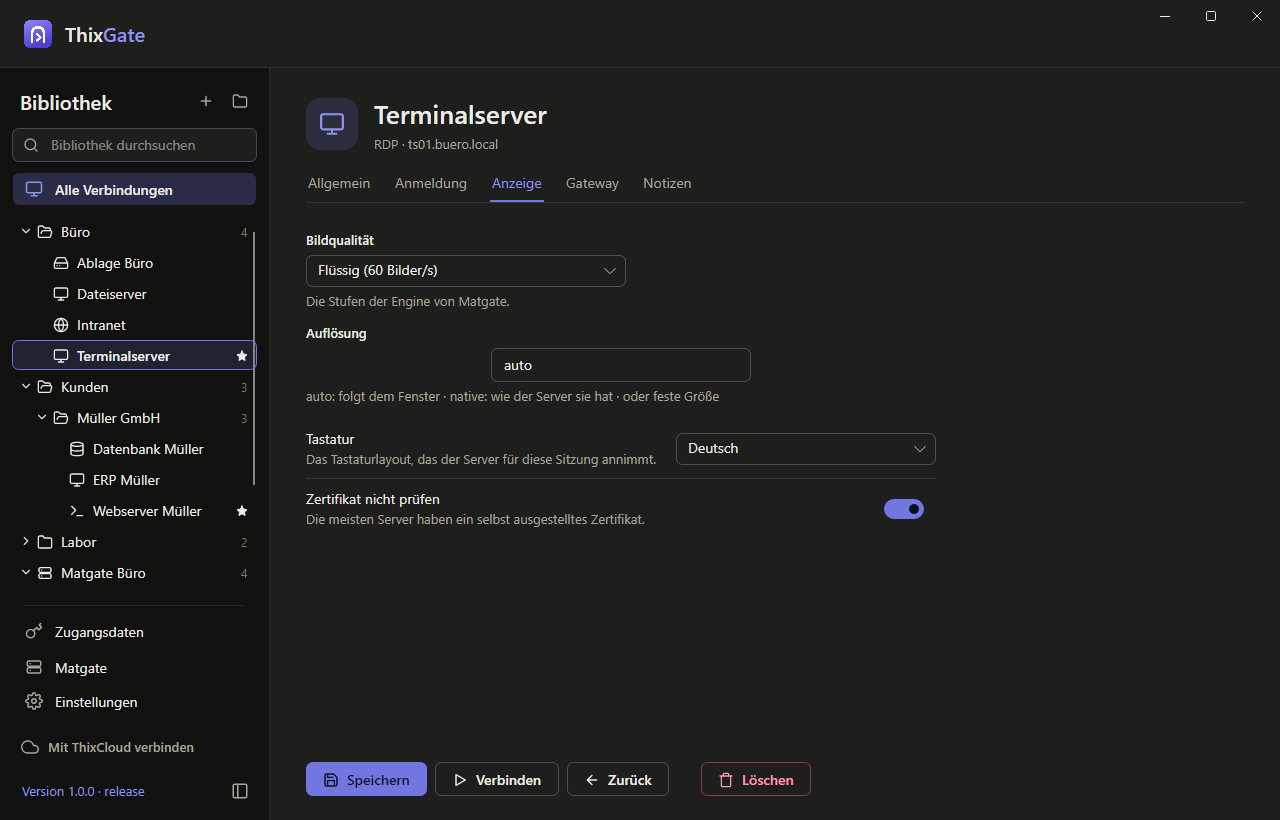 ThixGate
Bibliothek
Bibliothek durchsuchen
Alle Verbindungen
Büro 4
Ablage Büro
Dateiserver
Intranet
Terminalserver
Kunden 3
Müller GmbH 3
Datenbank Müller
ERP Müller
Webserver Müller
Labor 2
Matgate Büro 4
Zugangsdaten
Matgate
Einstellungen
Mit ThixCloud verbinden
Version 1.0.0 · release
Terminalserver
RDP · ts01.buero.local
Allgemein Anmeldung Anzeige Gateway Notizen
Bildqualität
Flüssig (60 Bilder/s)
Die Stufen der Engine von Matgate.
Auflösung
auto
auto: folgt dem Fenster · native: wie der Server sie hat · oder feste Größe
Tastatur
Das Tastaturlayout, das der Server für diese Sitzung annimmt.
Deutsch
Zertifikat nicht prüfen
Die meisten Server haben ein selbst ausgestelltes Zertifikat.
Speichern Verbinden Zurück Löschen